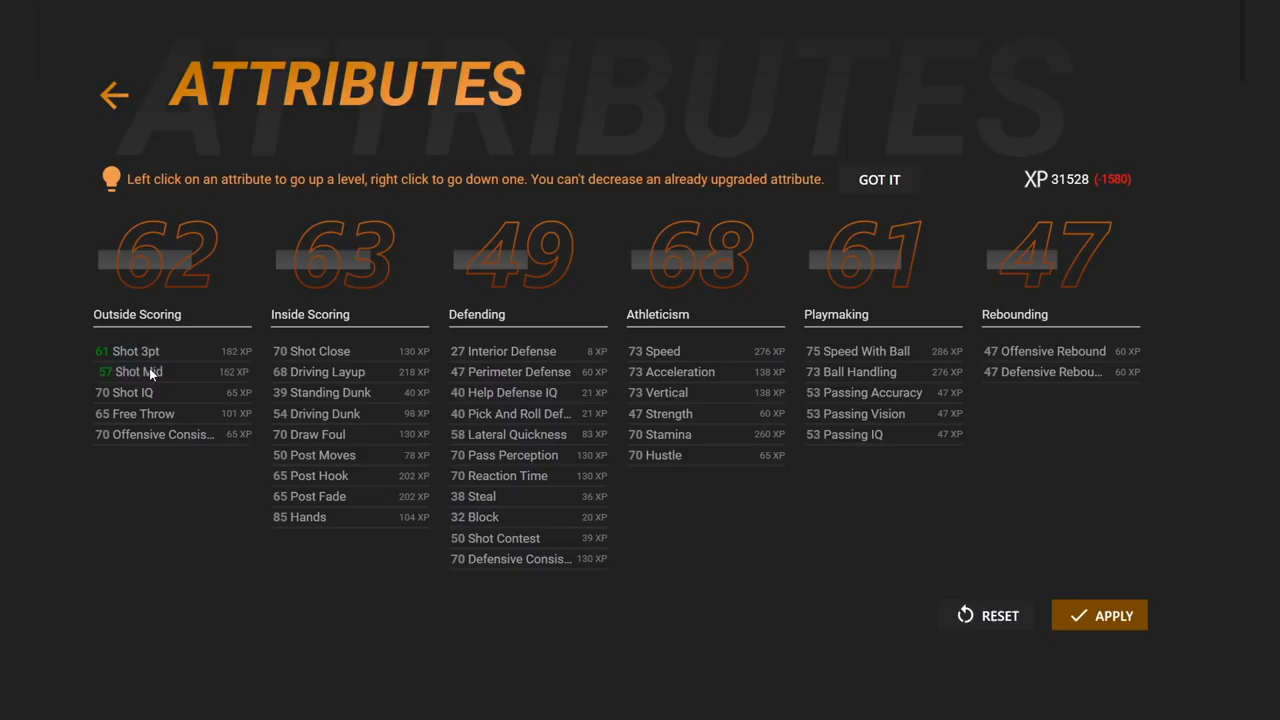 ATTRIBUTES
Left click on an attribute to go up a level, right click to go down one. You can't decrease an already upgraded attribute.
GOT IT
XP 31528 (-1580)
62
63
49
68
61
47
Outside Scoring
61 Shot 3pt 182 XP
57 Shot Mid 162 XP
70 Shot IQ 65 XP
65 Free Throw 101 XP
70 Offensive Consis... 65 XP
Inside Scoring
70 Shot Close 130 XP
68 Driving Layup 218 XP
39 Standing Dunk 40 XP
54 Driving Dunk 98 XP
70 Draw Foul 130 XP
50 Post Moves 78 XP
65 Post Hook 202 XP
65 Post Fade 202 XP
85 Hands 104 XP
Defending
27 Interior Defense 8 XP
47 Perimeter Defense 60 XP
40 Help Defense IQ 21 XP
40 Pick And Roll Def... 21 XP
58 Lateral Quickness 83 XP
70 Pass Perception 130 XP
70 Reaction Time 130 XP
38 Steal 36 XP
32 Block 20 XP
50 Shot Contest 39 XP
70 Defensive Consis... 130 XP
Athleticism
73 Speed 276 XP
73 Acceleration 138 XP
73 Vertical 138 XP
47 Strength 60 XP
70 Stamina 260 XP
70 Hustle 65 XP
Playmaking
75 Speed With Ball 286 XP
73 Ball Handling 276 XP
53 Passing Accuracy 47 XP
53 Passing Vision 47 XP
53 Passing IQ 47 XP
Rebounding
47 Offensive Rebound 60 XP
47 Defensive Rebou... 60 XP
RESET
APPLY